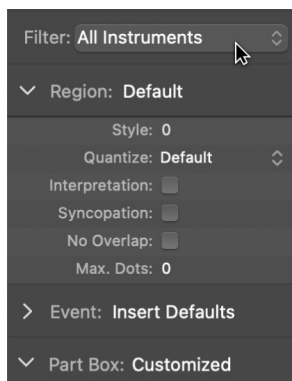 Filter: All Instruments
Region: Default
Style: 0
Quantize: Default
Interpretation:
Syncopation:
No Overlap:
Max. Dots: 0
Event: Insert Defaults
Part Box: Customized